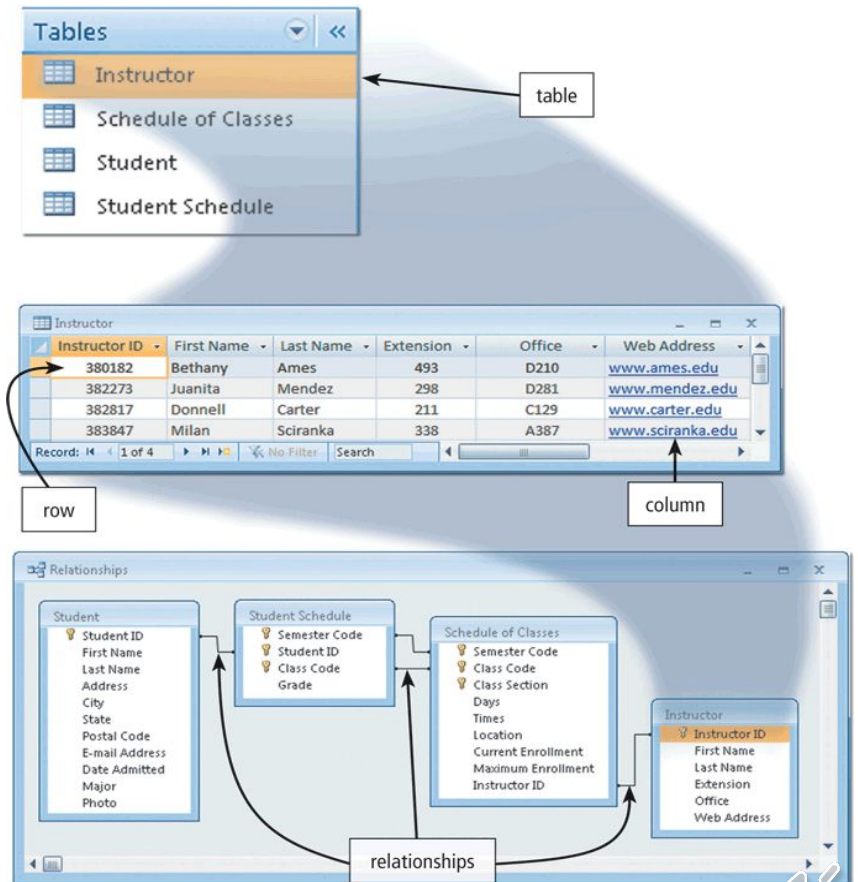 Tables
Instructor
table
Schedule of Classes
Student
Student Schedule
Instructor
Instructor ID First Name Last Name Extension Office Web Address
380182 Bethany Ames 493 D210 www.ames.edu
382273 Juanita Mendez 298 D281 www.mendez.edu
382817 Donnell Carter 211 C129 www.carter.edu
383847 Milan Sciranka 338 A387 www.sciranka.edu
Record: 1 of 4 No Filter Search
row
column
Relationships
Student
Student ID
First Name
Last Name
Address
City
State
Postal Code
E-mail Address
Date Admitted
Major
Photo
Student Schedule
Semester Code
Student ID
Class Code
Grade
Schedule of Classes
Semester Code
Class Code
Class Section
Days
Times
Location
Current Enrollment
Maximum Enrollment
Instructor ID
Instructor
Instructor ID
First Name
Last Name
Extension
Office
Web Address
relationships